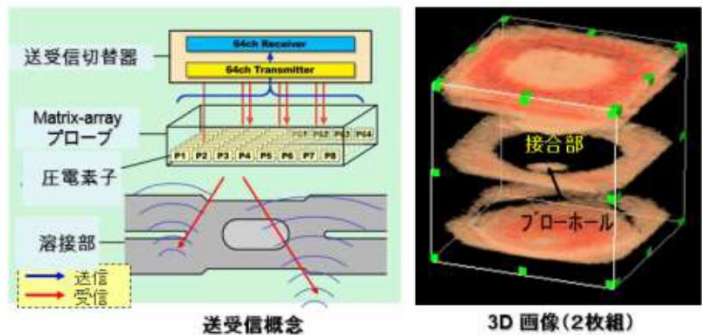 送受信切替器
64ch Receiver
64ch Transmitter
Matrix-array
プローブ
P61 P62 P63 P64
P1 P2 P3 P4 P5 P6 P7 P8
圧電素子
溶接部
送信
受信
送受信概念
接合部
ブローホール
3D 画像(2枚組)